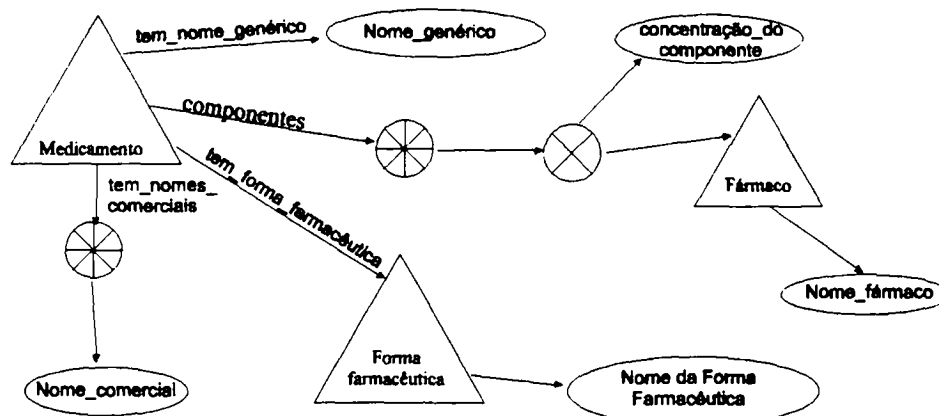 tem_nome_genérico
Nome_genérico
concentração_do
componente
componentes
Medicamento
Fármaco
tem_nomes_
comerciais
tem_forma_farmacêutica
Nome_fármaco
Forma
farmacêutica
Nome_comercial
Nome da Forma
Farmacêutica